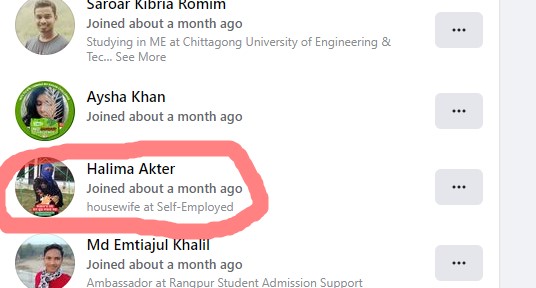 Saroar Kibria Romim
Joined about a month ago
Studying in ME at Chittagong University of Engineering &
Tec... See More
Aysha Khan
Joined about a month ago
Halima Akter
Joined about a month ago
housewife at Self-Employed
Md Emtiajul Khalil
Joined about a month ago
Ambassador at Rangpur Student Admission Support